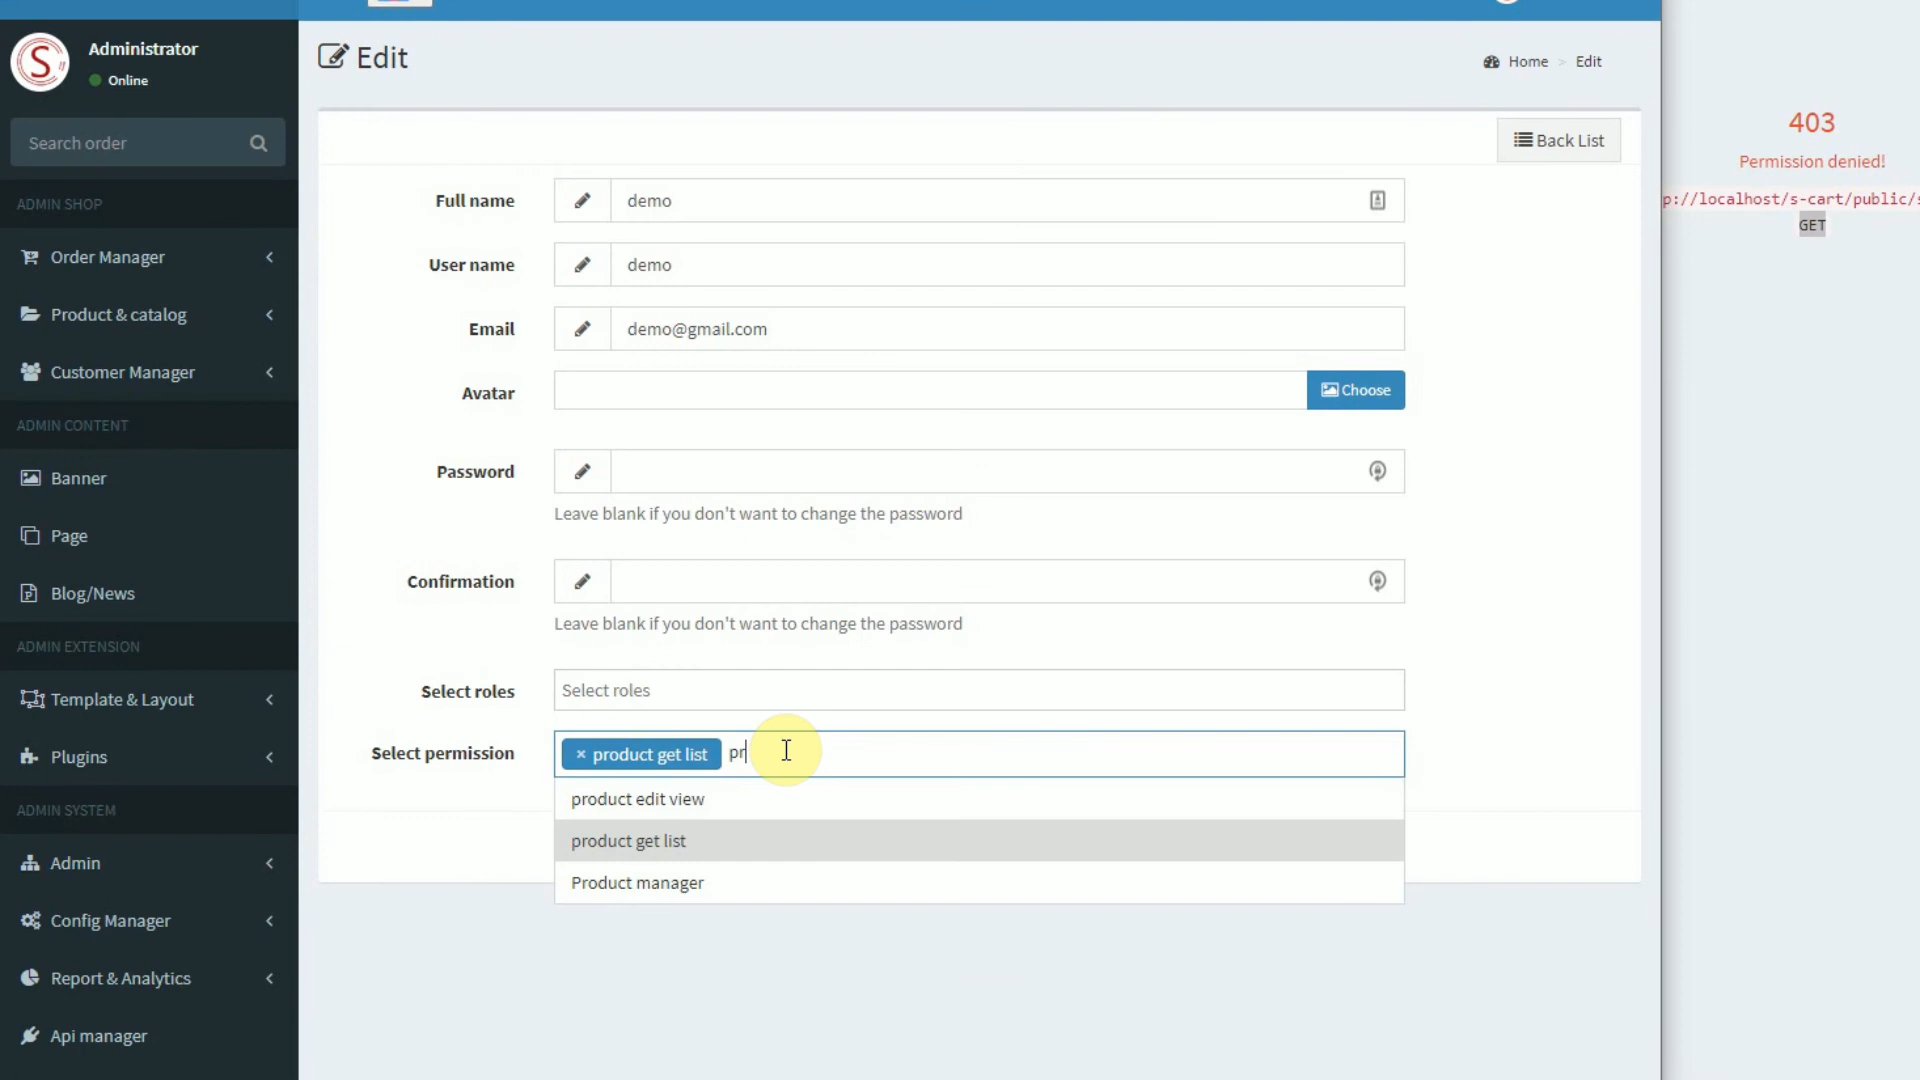 Administrator
Online
Search order
ADMIN SHOP
Order Manager
Product & catalog
Customer Manager
ADMIN CONTENT
Banner
Page
Blog/News
ADMIN EXTENSION
Template & Layout
Plugins
ADMIN SYSTEM
Admin
Config Manager
Report & Analytics
Api manager
Edit
Home > Edit
Back List
Full name demo
User name demo
Email demo@gmail.com
Avatar Choose
Password
Leave blank if you don't want to change the password
Confirmation
Leave blank if you don't want to change the password
Select roles Select roles
Select permission × product get list pr
product edit view
product get list
Product manager
403
Permission denied!
p://localhost/s-cart/public/s
GET